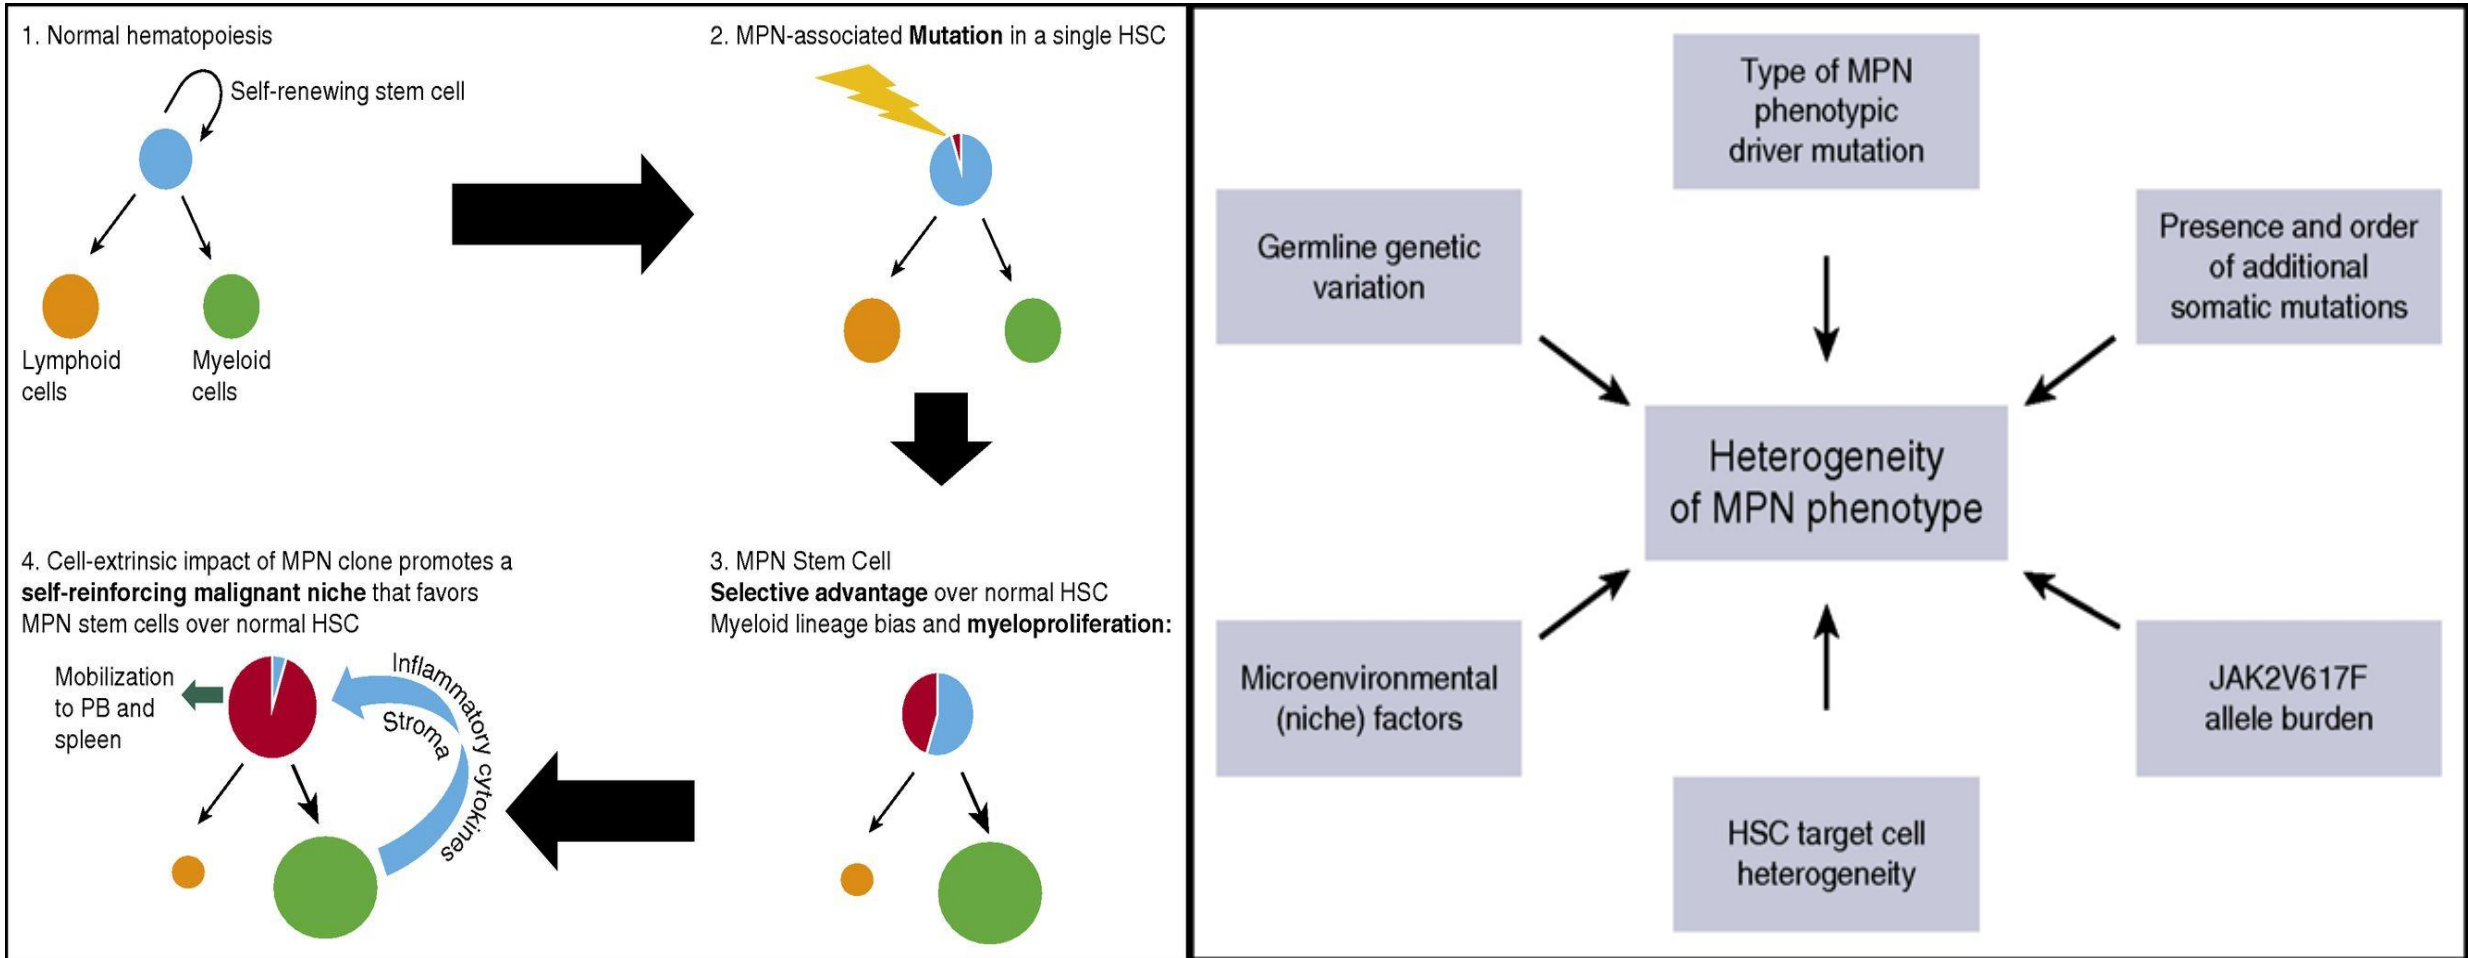 1. Normal hematopoiesis
Self-renewing stem cell
Lymphoid
cells
Myeloid
cells
2. MPN-associated Mutation in a single HSC
3. MPN Stem Cell
Selective advantage over normal HSC
Myeloid lineage bias and myeloproliferation:
4. Cell-extrinsic impact of MPN clone promotes a
self-reinforcing malignant niche that favors
MPN stem cells over normal HSC
Mobilization
to PB and
spleen
Inflammatory cytokines
Stroma
Type of MPN
phenotypic
driver mutation
Germline genetic
variation
Presence and order
of additional
somatic mutations
Heterogeneity
of MPN phenotype
Microenvironmental
(niche) factors
JAK2V617F
allele burden
HSC target cell
heterogeneity